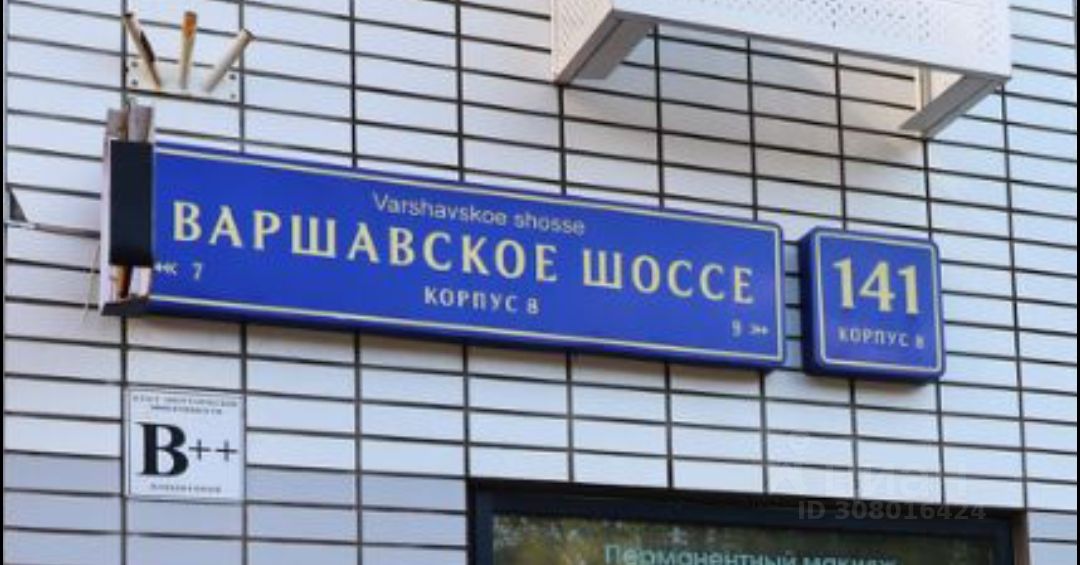 Varshavskoe shosse
ВАРШАВСКОЕ ШОССЕ
7
КОРПУС 8
9
141
КОРПУС 8
B++
ID 308016424
Перманентный макияж